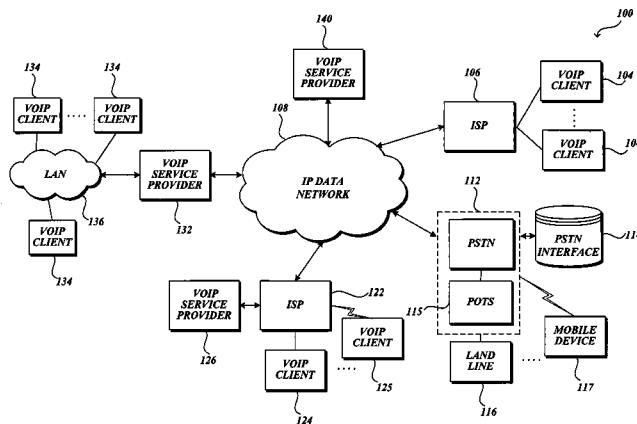 140
100
134
134
VOIP
SERVICE
PROVIDER
106
VOIP
CLIENT
104
VOIP
CLIENT
VOIP
CLIENT
108
ISP
LAN
VOIP
SERVICE
PROVIDER
IP DATA
NETWORK
VOIP
CLIENT
136
132
112
VOIP
CLIENT
134
PSTN
PSTN
INTERFACE
122
VOIP
SERVICE
PROVIDER
ISP
115
POTS
126
VOIP
CLIENT
VOIP
CLIENT
LAND
LINE
MOBILE
DEVICE
124
125
116
117